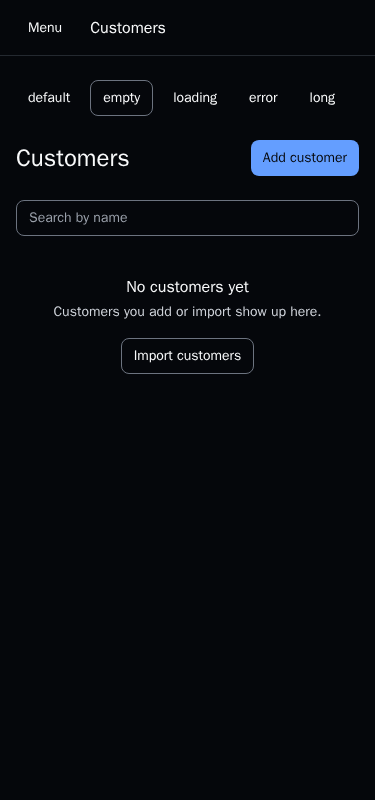 Menu Customers
default empty loading error long
Customers Add customer
Search by name
No customers yet
Customers you add or import show up here.
Import customers